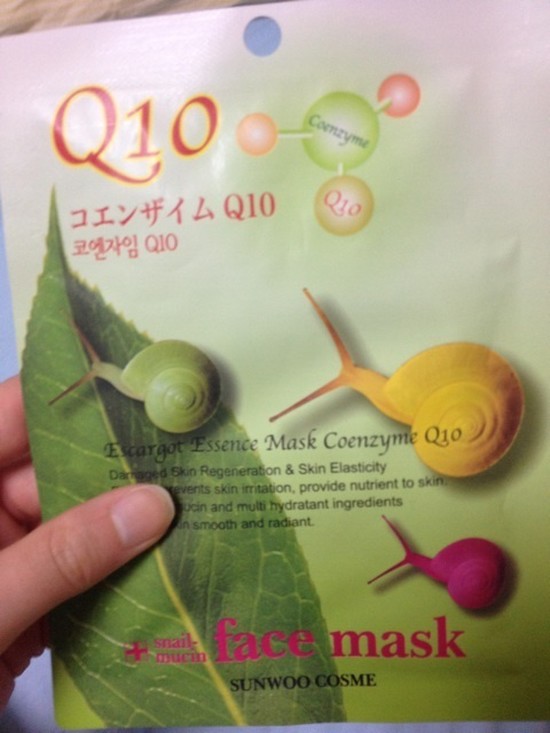 Q10
Coenzyme
Q10
コエンザイム Q10
코엔자임 Q10
Escargot Essence Mask Coenzyme Q10
Damaged Skin Regeneration & Skin Elasticity
skin irritation, provide nutrient to skin.
and multi hydratant ingredients
smooth and radiant.
snail-
mucin
face mask
SUNWOO COSME